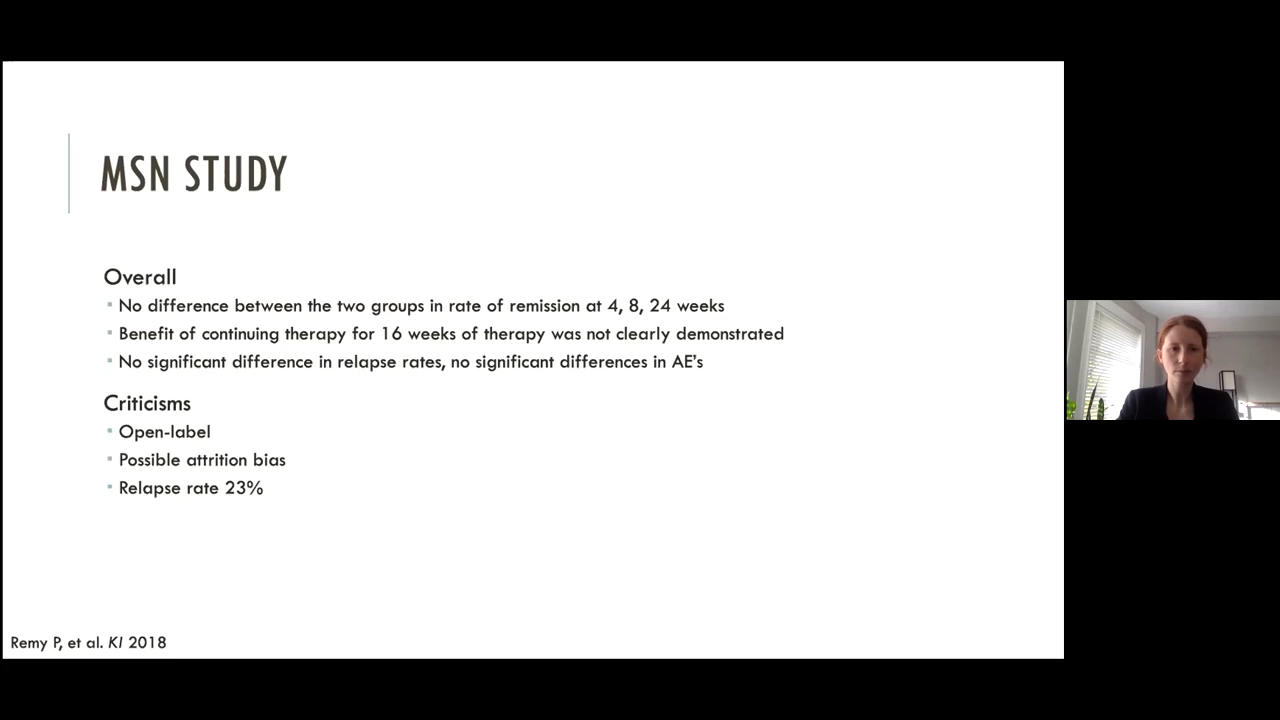 MSN STUDY
Overall
▪ No difference between the two groups in rate of remission at 4, 8, 24 weeks
▪ Benefit of continuing therapy for 16 weeks of therapy was not clearly demonstrated
▪ No significant difference in relapse rates, no significant differences in AE's
Criticisms
▪ Open-label
▪ Possible attrition bias
▪ Relapse rate 23%
Remy P, et al. KI 2018